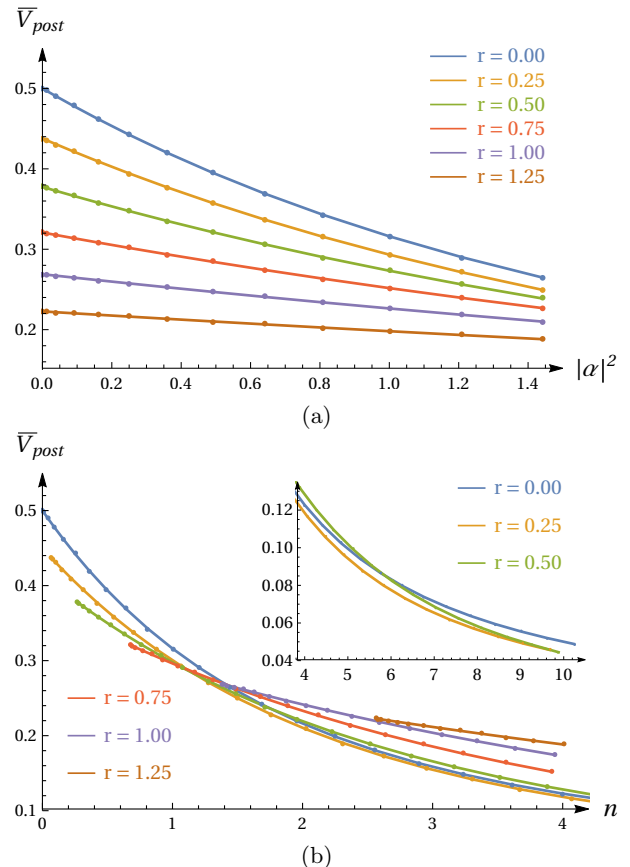 V̅post
r = 0.00
r = 0.25
r = 0.50
r = 0.75
r = 1.00
r = 1.25
0.5
0.4
0.3
0.2
0.0 0.2 0.4 0.6 0.8 1.0 1.2 1.4
|α|²
(a)
V̅post
0.5
0.4
0.3
0.2
0.1
0.12
0.10
0.08
0.06
0.04
4 5 6 7 8 9 10
r = 0.00
r = 0.25
r = 0.50
r = 0.75
r = 1.00
r = 1.25
0 1 2 3 4
n
(b)